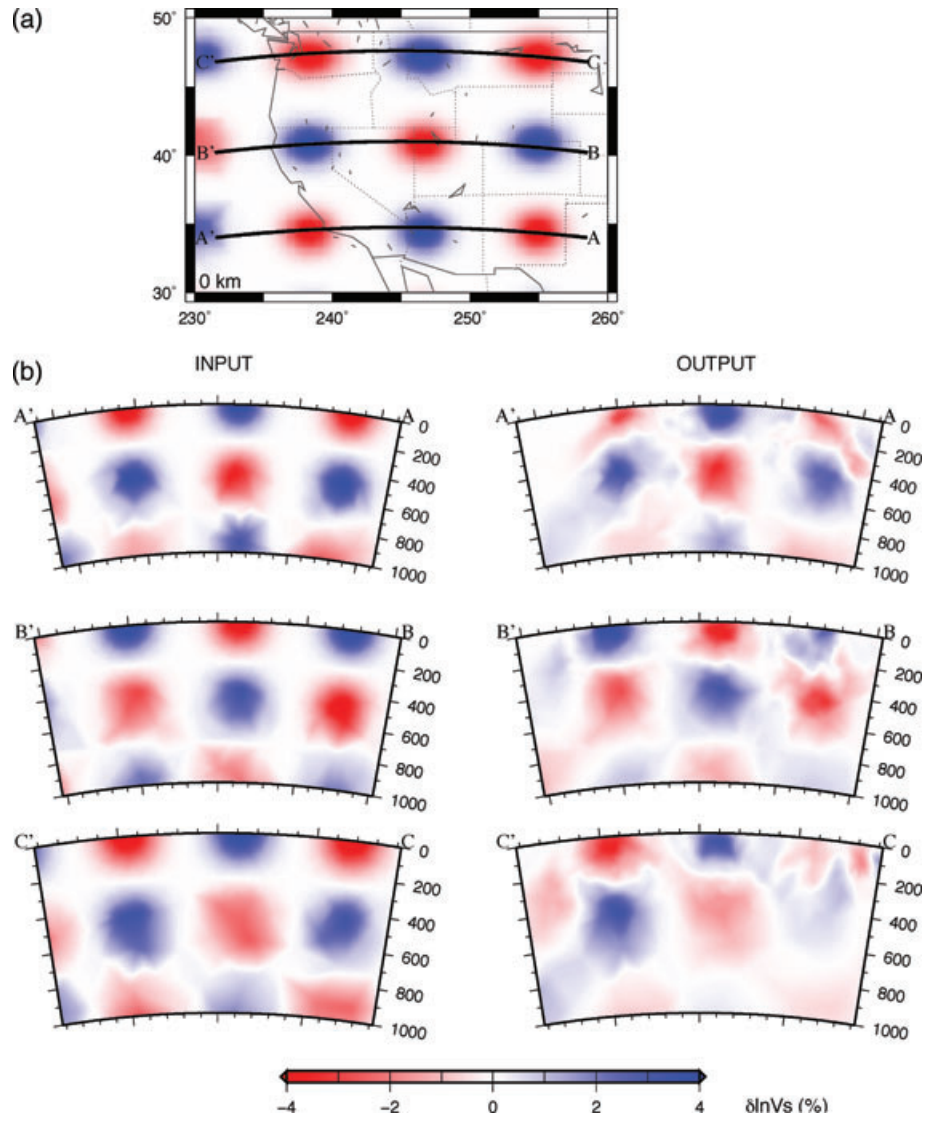 (a)
50°
C' C
40°
B' B
A' A
0 km
30°
230° 240° 250° 260°
(b)
INPUT OUTPUT
A' A A' A
0 0
200 200
400 400
600 600
800 800
1000 1000
B' B B' B
0 0
200 200
400 400
600 600
800 800
1000 1000
C' C C' C
0 0
200 200
400 400
600 600
800 800
1000 1000
−4 −2 0 2 4 δlnVs (%)